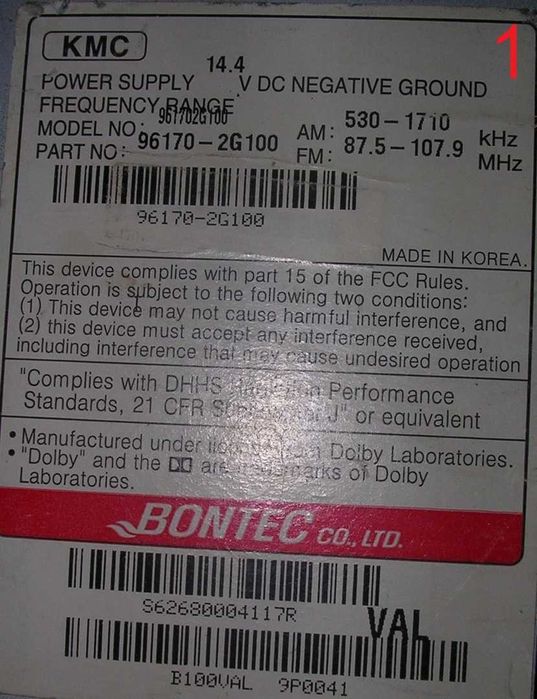 1
KMC
POWER SUPPLY 14.4 V DC NEGATIVE GROUND
FREQUENCY RANGE
MODEL NO: 961702G100 AM: 530-1710 kHz
PART NO: 96170-2G100 FM: 87.5-107.9 MHz
96170-2G100
MADE IN KOREA.
This device complies with part 15 of the FCC Rules.
Operation is subject to the following two conditions:
(1) This device may not cause harmful interference, and
(2) this device must accept any interference received,
including interference that may cause undesired operation
"Complies with DHHS Performance
Standards, 21 CFR J" or equivalent
• Manufactured under Dolby Laboratories.
• "Dolby" and the are trademarks of Dolby
Laboratories.
BONTEC CO., LTD.
S62680004117R
VAL
B100VAL 9P0041